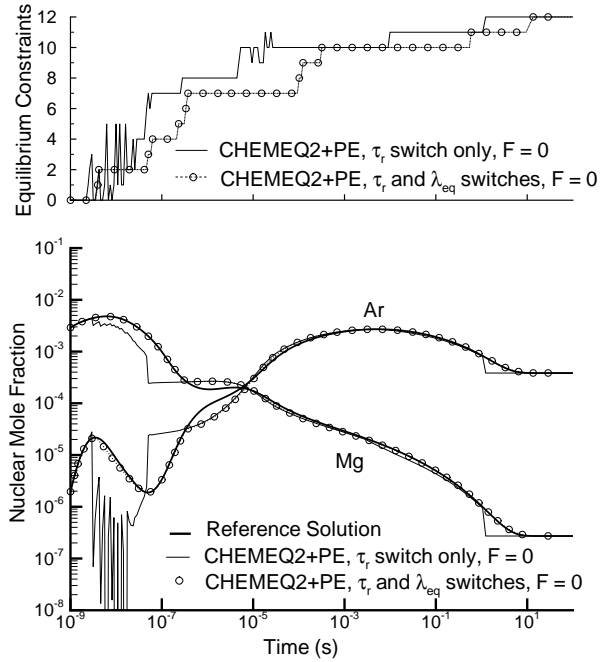 12
10
8
6
4
2
0
Equilibrium Constraints
CHEMEQ2+PE, τr switch only, F = 0
CHEMEQ2+PE, τr and λeq switches, F = 0
10⁻¹
10⁻²
10⁻³
10⁻⁴
10⁻⁵
10⁻⁶
10⁻⁷
10⁻⁸
Nuclear Mole Fraction
Ar
Mg
Reference Solution
CHEMEQ2+PE, τr switch only, F = 0
CHEMEQ2+PE, τr and λeq switches, F = 0
10⁻⁹ 10⁻⁷ 10⁻⁵ 10⁻³ 10⁻¹
Time (s)